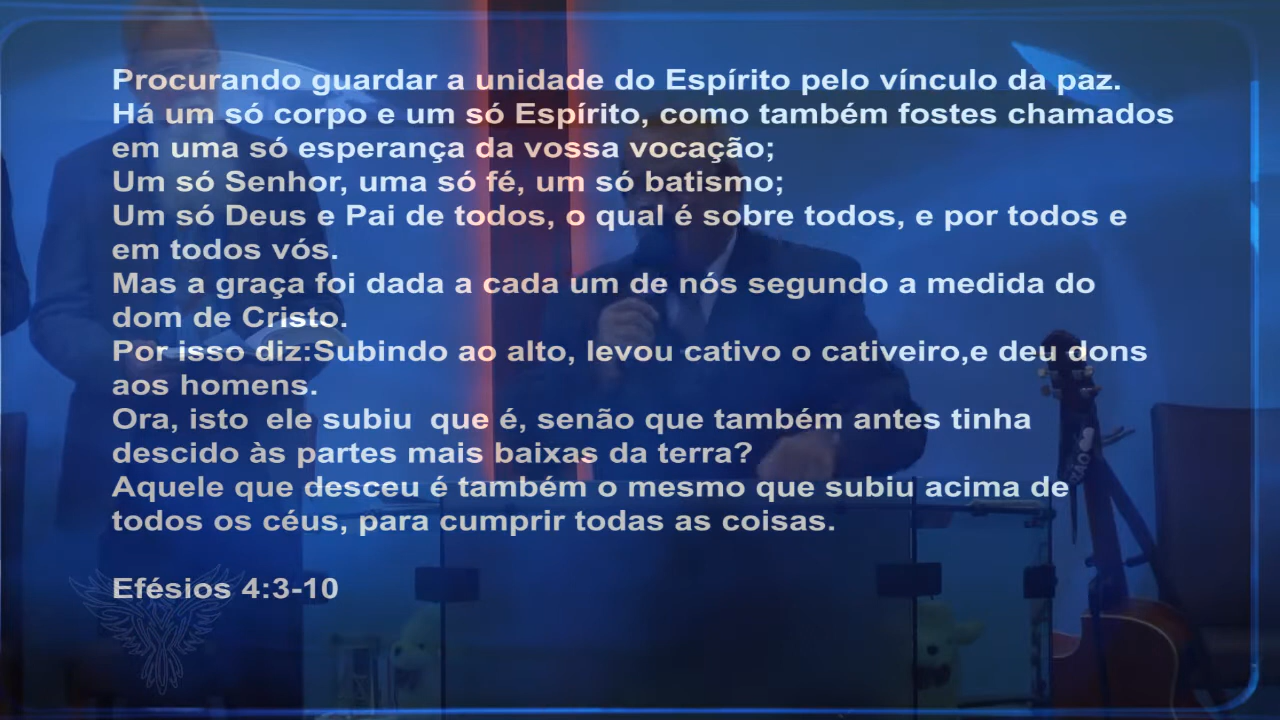 Procurando guardar a unidade do Espírito pelo vínculo da paz.
Há um só corpo e um só Espírito, como também fostes chamados
em uma só esperança da vossa vocação;
Um só Senhor, uma só fé, um só batismo;
Um só Deus e Pai de todos, o qual é sobre todos, e por todos e
em todos vós.
Mas a graça foi dada a cada um de nós segundo a medida do
dom de Cristo.
Por isso diz:Subindo ao alto, levou cativo o cativeiro,e deu dons
aos homens.
Ora, isto  ele subiu  que é, senão que também antes tinha
descido às partes mais baixas da terra?
Aquele que desceu é também o mesmo que subiu acima de
todos os céus, para cumprir todas as coisas.
Efésios 4:3-10